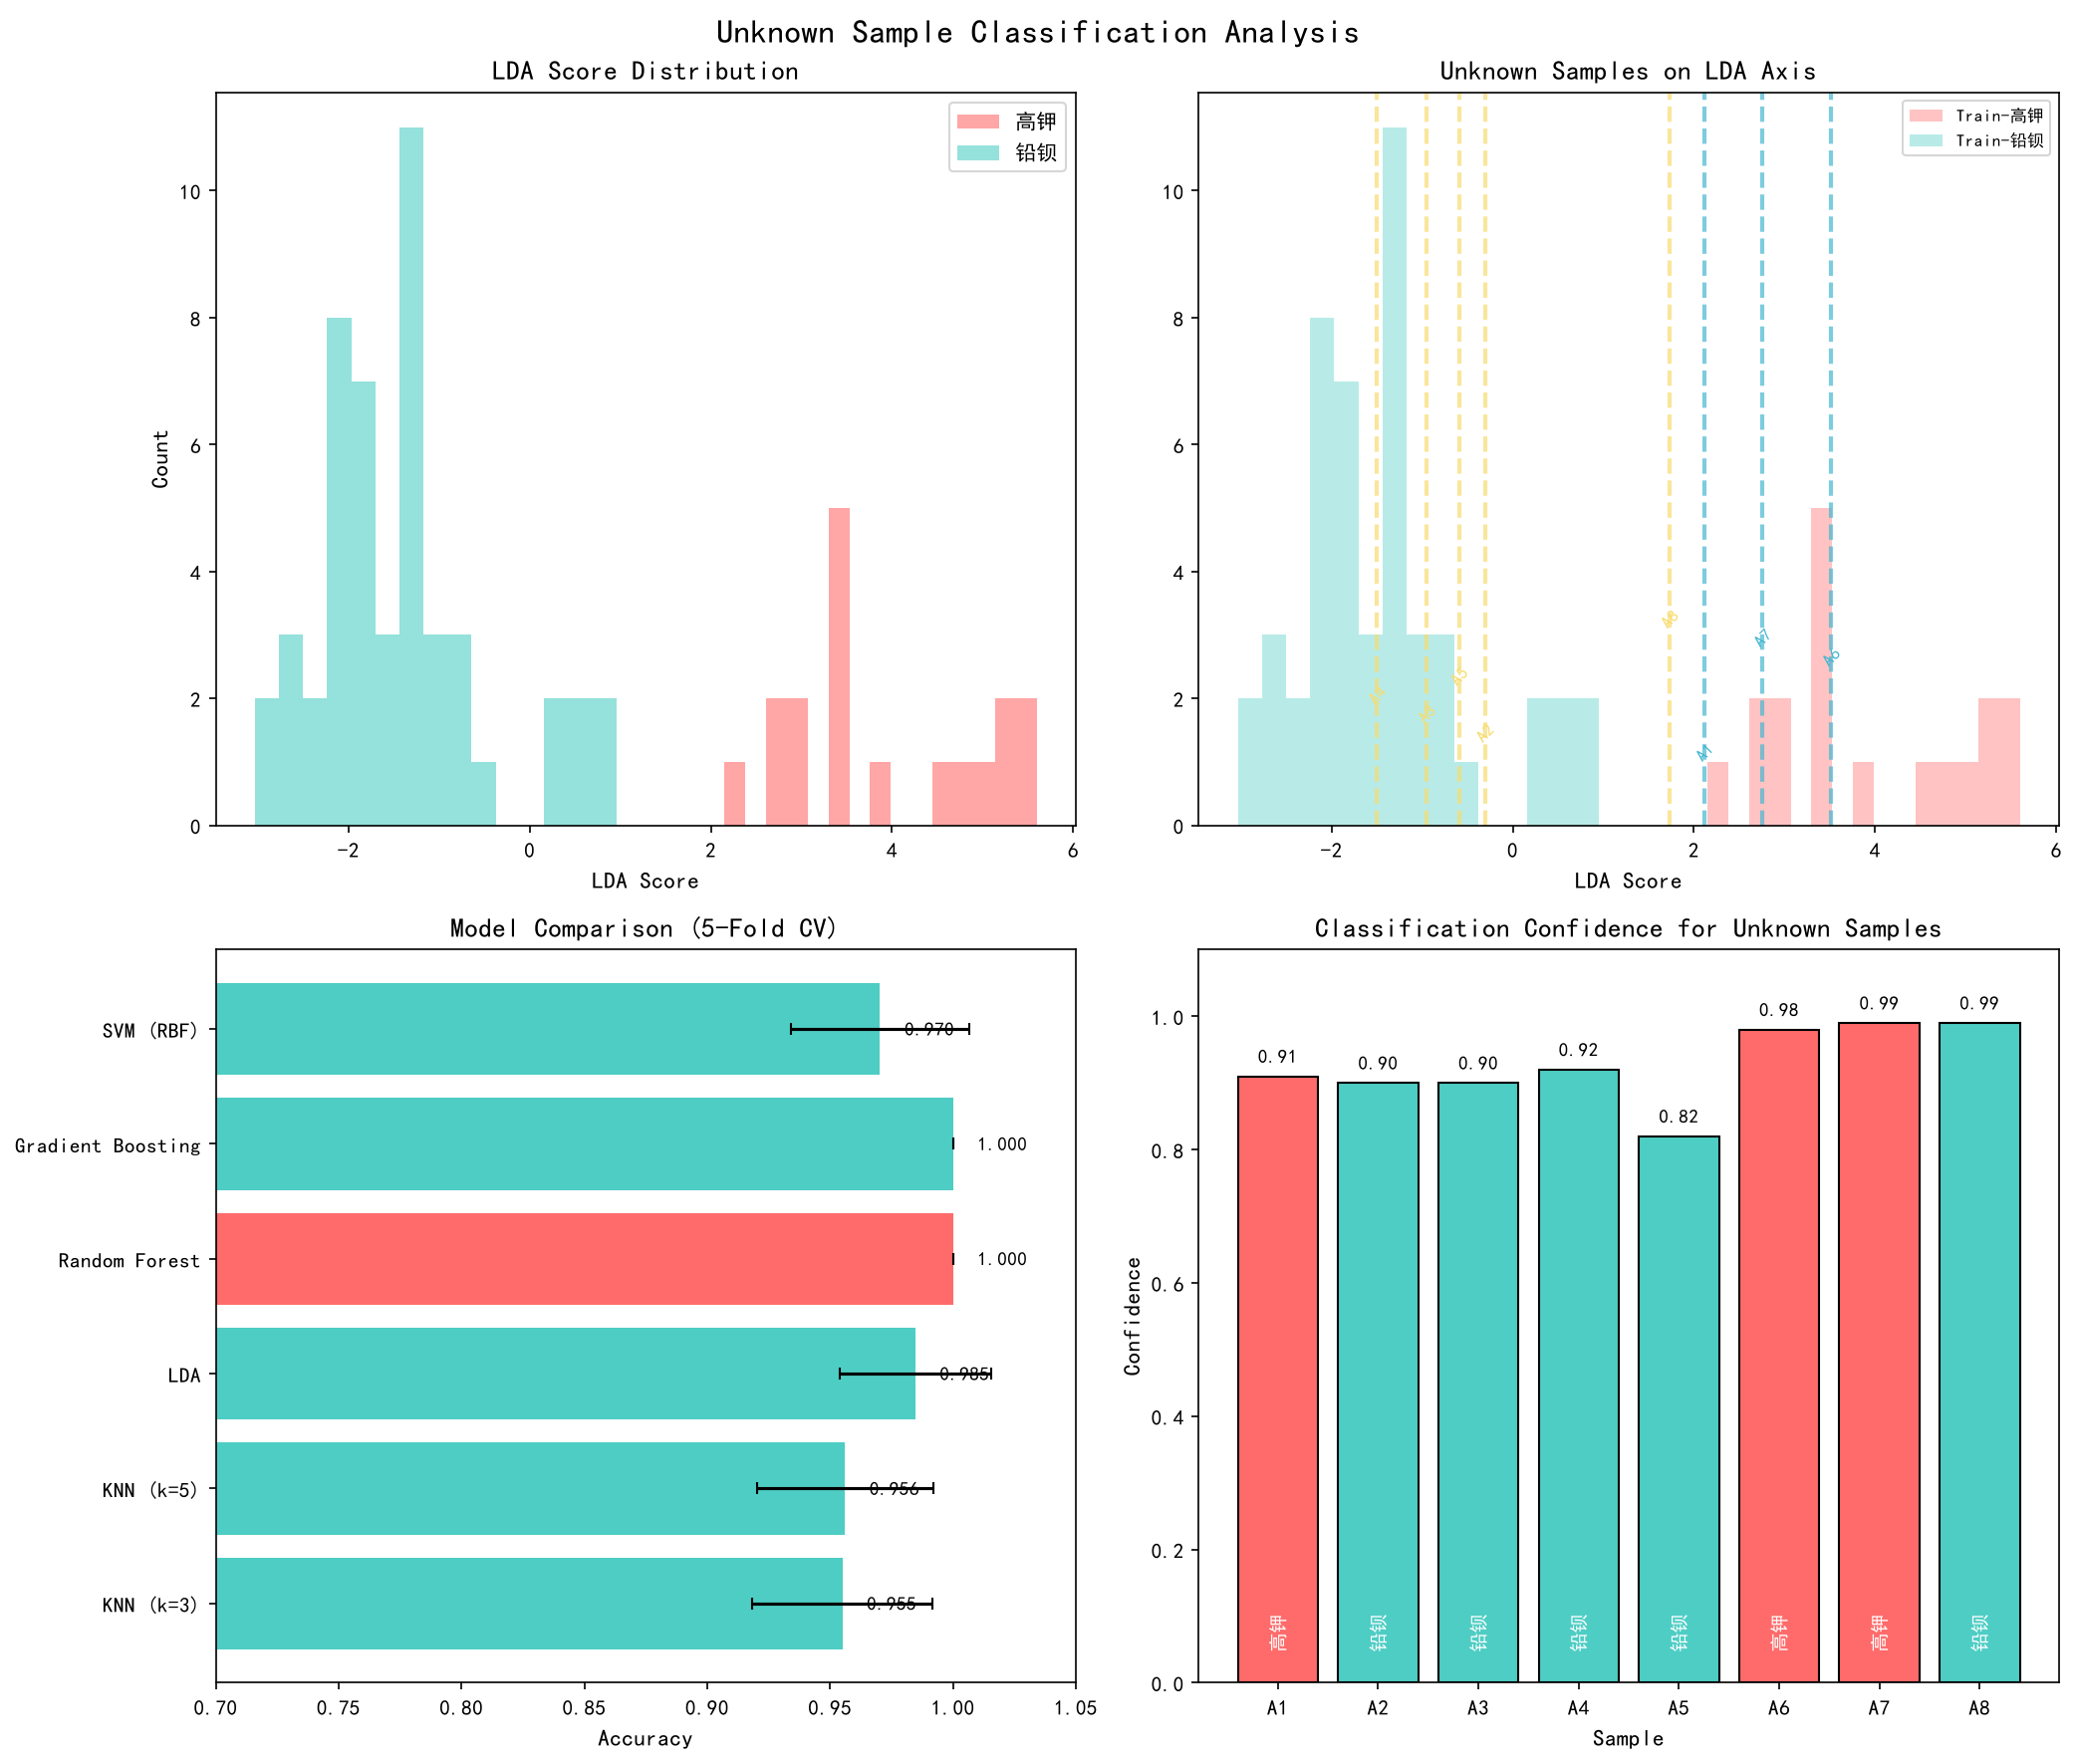 Unknown Sample Classification Analysis
LDA Score Distribution
高钾
铅钡
10
8
6
4
2
0
Count
-2
0
2
4
6
LDA Score
Unknown Samples on LDA Axis
Train-高钾
Train-铅钡
10
8
6
4
2
0
A8
A7
A6
A5
A2
A1
-2
0
2
4
6
LDA Score
Model Comparison (5-Fold CV)
SVM (RBF)
0.970
Gradient Boosting
1.000
Random Forest
1.000
LDA
0.985
KNN (k=5)
0.956
KNN (k=3)
0.955
0.70
0.75
0.80
0.85
0.90
0.95
1.00
1.05
Accuracy
Classification Confidence for Unknown Samples
1.0
0.8
0.6
0.4
0.2
0.0
Confidence
0.91
0.90
0.90
0.92
0.82
0.98
0.99
0.99
高钾
铅钡
铅钡
铅钡
铅钡
高钾
高钾
铅钡
A1
A2
A3
A4
A5
A6
A7
A8
Sample